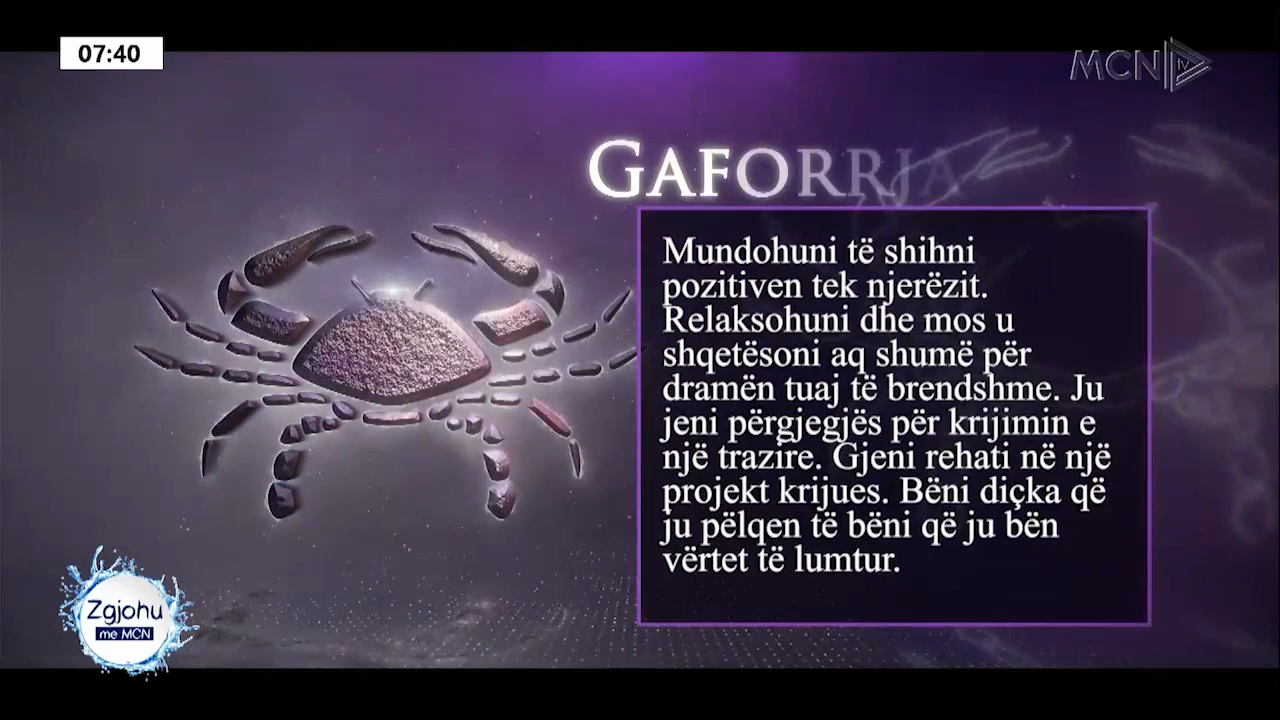 07:40
MCN TV
GAFORRJA
Mundohuni të shihni
pozitiven tek njerëzit.
Relaksohuni dhe mos u
shqetësoni aq shumë për
dramën tuaj të brendshme. Ju
jeni përgjegjës për krijimin e
një trazire. Gjeni rehati në një
projekt krijues. Bëni diçka që
ju pëlqen të bëni që ju bën
vërtet të lumtur.
Zgjohu
me MCN